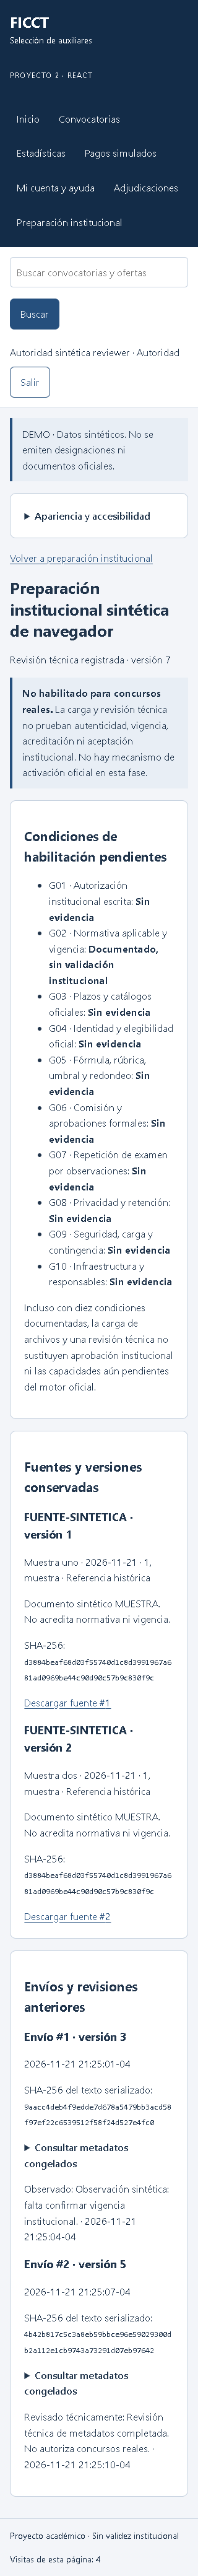 FICCT
Selección de auxiliares
PROYECTO 2 · REACT
Inicio Convocatorias
Estadísticas Pagos simulados
Mi cuenta y ayuda Adjudicaciones
Preparación institucional
Buscar convocatorias y ofertas
Buscar
Autoridad sintética reviewer · Autoridad
Salir
DEMO · Datos sintéticos. No se
emiten designaciones ni
documentos oficiales.
▶ Apariencia y accesibilidad
Volver a preparación institucional
Preparación
institucional sintética
de navegador
Revisión técnica registrada · versión 7
No habilitado para concursos
reales. La carga y revisión técnica
no prueban autenticidad, vigencia,
acreditación ni aceptación
institucional. No hay mecanismo de
activación oficial en esta fase.
Condiciones de
habilitación pendientes
• G01 · Autorización
institucional escrita: Sin
evidencia
• G02 · Normativa aplicable y
vigencia: Documentado,
sin validación
institucional
• G03 · Plazos y catálogos
oficiales: Sin evidencia
• G04 · Identidad y elegibilidad
oficial: Sin evidencia
• G05 · Fórmula, rúbrica,
umbral y redondeo: Sin
evidencia
• G06 · Comisión y
aprobaciones formales: Sin
evidencia
• G07 · Repetición de examen
por observaciones: Sin
evidencia
• G08 · Privacidad y retención:
Sin evidencia
• G09 · Seguridad, carga y
contingencia: Sin evidencia
• G10 · Infraestructura y
responsables: Sin evidencia
Incluso con diez condiciones
documentadas, la carga de
archivos y una revisión técnica no
sustituyen aprobación institucional
ni las capacidades aún pendientes
del motor oficial.
Fuentes y versiones
conservadas
FUENTE-SINTETICA ·
versión 1
Muestra uno · 2026-11-21 · 1,
muestra · Referencia histórica
Documento sintético MUESTRA.
No acredita normativa ni vigencia.
SHA-256:
d3884beaf68d03f55740d1c8d3991967a6
81ad0969be44c90d90c57b9c830f9c
Descargar fuente #1
FUENTE-SINTETICA ·
versión 2
Muestra dos · 2026-11-21 · 1,
muestra · Referencia histórica
Documento sintético MUESTRA.
No acredita normativa ni vigencia.
SHA-256:
d3884beaf68d03f55740d1c8d3991967a6
81ad0969be44c90d90c57b9c830f9c
Descargar fuente #2
Envíos y revisiones
anteriores
Envío #1 · versión 3
2026-11-21 21:25:01-04
SHA-256 del texto serializado:
9aacc4deb4f9edde7d678a5479bb3acd58
f97ef22c6539512f58f24d527e4fc0
▶ Consultar metadatos
congelados
Observado: Observación sintética:
falta confirmar vigencia
institucional. · 2026-11-21
21:25:04-04
Envío #2 · versión 5
2026-11-21 21:25:07-04
SHA-256 del texto serializado:
4b42b817c5c3a8eb59bbce96e59029300d
b2a112e1cb9743a73291d07eb97642
▶ Consultar metadatos
congelados
Revisado técnicamente: Revisión
técnica de metadatos completada.
No autoriza concursos reales. ·
2026-11-21 21:25:10-04
Proyecto académico · Sin validez institucional
Visitas de esta página: 4